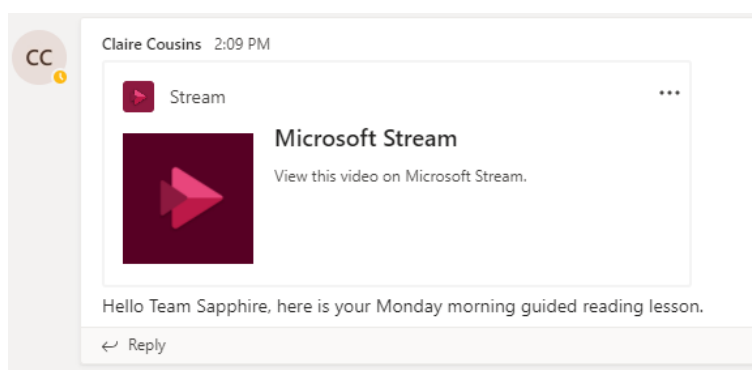 CC
Claire Cousins 2:09 PM
Stream
Microsoft Stream
View this video on Microsoft Stream.
Hello Team Sapphire, here is your Monday morning guided reading lesson.
Reply